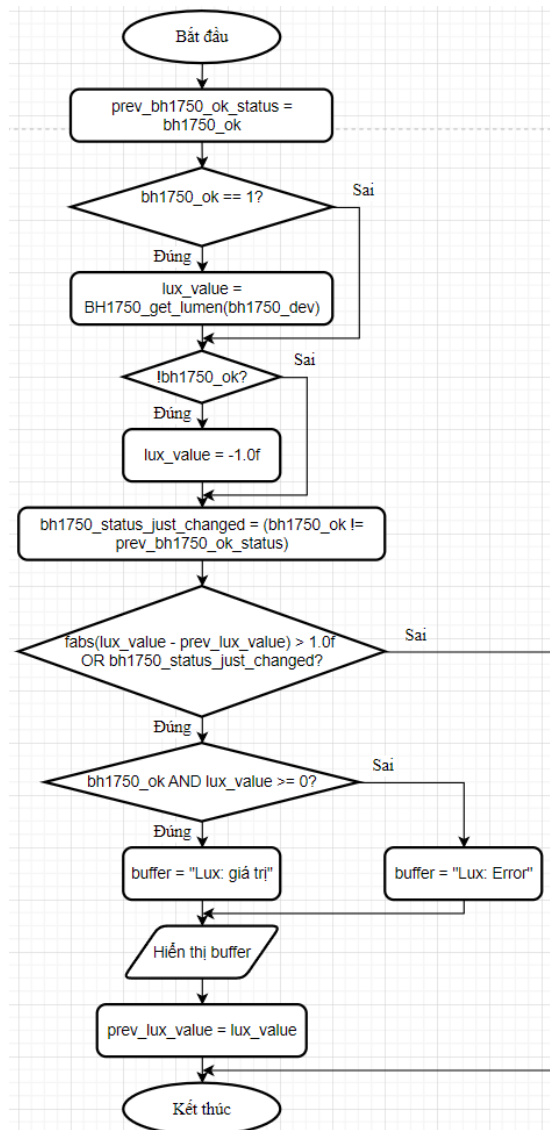 Bắt đầu
prev_bh1750_ok_status =
bh1750_ok
bh1750_ok == 1?
Sai
Đúng
lux_value =
BH1750_get_lumen(bh1750_dev)
Sai
!bh1750_ok?
Đúng
lux_value = -1.0f
bh1750_status_just_changed = (bh1750_ok !=
prev_bh1750_ok_status)
fabs(lux_value - prev_lux_value) > 1.0f
OR bh1750_status_just_changed?
Sai
Đúng
bh1750_ok AND lux_value >= 0?
Sai
Đúng
buffer = "Lux: giá trị"
buffer = "Lux: Error"
Hiển thị buffer
prev_lux_value = lux_value
Kết thúc